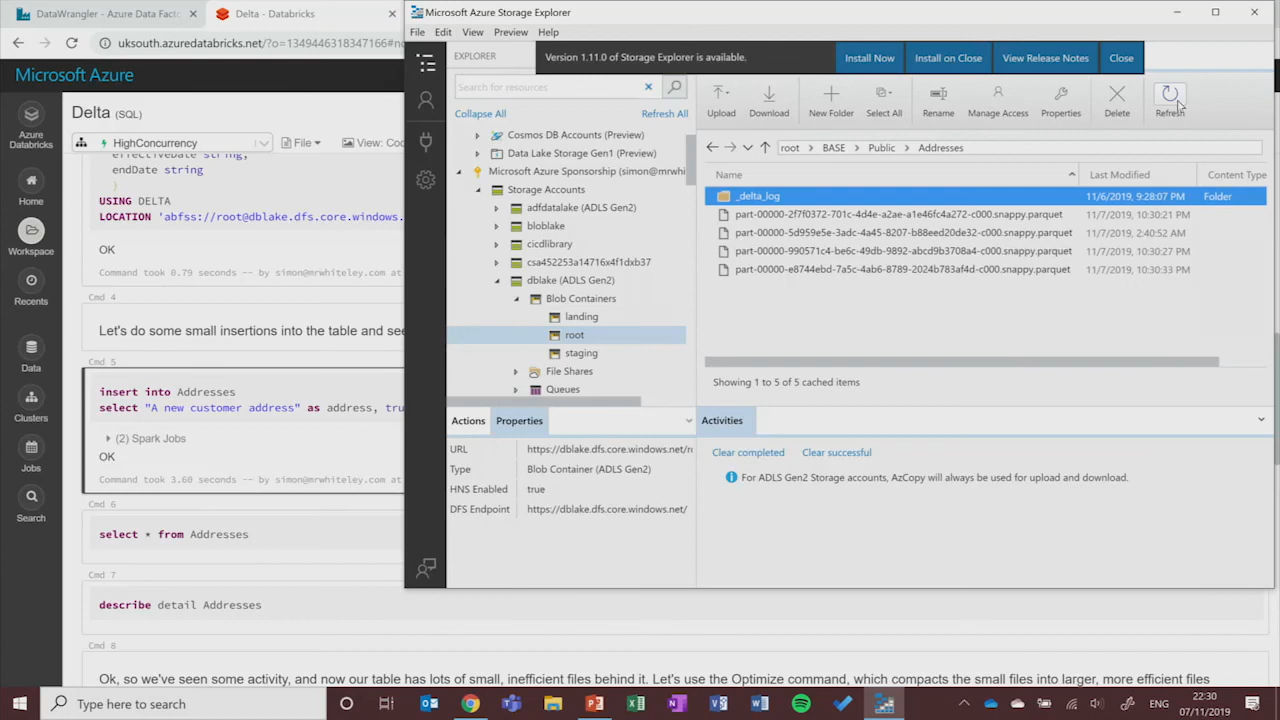 DataWrangler - Azure Data Fact
Delta - Databricks
uksouth.azuredatabricks.net/?o=1349446318347166#no
Microsoft Azure
Azure
Databricks
Home
Workspace
Recents
Data
Clusters
Jobs
Search
Delta (SQL)
HighConcurrency
File
View: Coc
effectiveDate string,
endDate string
)
USING DELTA
LOCATION 'abfss://root@dblake.dfs.core.windows.
OK
Command took 0.79 seconds -- by simon@mrwhiteley.com at
Cmd 4
Let's do some small insertions into the table and see
Cmd 5
insert into Addresses
select "A new customer address" as address, tru
(2) Spark Jobs
OK
Command took 3.60 seconds -- by simon@mrwhiteley.com at
Cmd 6
select * from Addresses
Cmd 7
describe detail Addresses
Cmd 8
Ok, so we've seen some activity, and now our table has lots of small, inefficient files behind it. Let's use the Optimize command, which compacts the small files into larger, more efficient files
Microsoft Azure Storage Explorer
File Edit View Preview Help
EXPLORER
Version 1.11.0 of Storage Explorer is available.
Install Now
Install on Close
View Release Notes
Close
Search for resources
Collapse All
Refresh All
Cosmos DB Accounts (Preview)
Data Lake Storage Gen1 (Preview)
Microsoft Azure Sponsorship (simon@mrwhi
Storage Accounts
adfdatalake (ADLS Gen2)
bloblake
cicdlibrary
csa452253a14716x4f1dxb37
dblake (ADLS Gen2)
Blob Containers
landing
root
staging
File Shares
Queues
Upload
Download
New Folder
Select All
Rename
Manage Access
Properties
Delete
Refresh
root BASE Public Addresses
Name Last Modified Content Type
_delta_log 11/6/2019, 9:28:07 PM Folder
part-00000-2f7f0372-701c-4d4e-a2ae-a1e46fc4a272-c000.snappy.parquet 11/7/2019, 10:30:21 PM
part-00000-5d959e5e-3adc-4a45-8207-b88eed20de32-c000.snappy.parquet 11/7/2019, 2:40:52 AM
part-00000-990571c4-be6c-49db-9892-abcd9b3708a4-c000.snappy.parquet 11/7/2019, 10:30:27 PM
part-00000-e8744ebd-7a5c-4ab6-8789-2024b783af4d-c000.snappy.parquet 11/7/2019, 10:30:33 PM
Showing 1 to 5 of 5 cached items
Actions Properties
URL https://dblake.dfs.core.windows.net/ro
Type Blob Container (ADLS Gen2)
HNS Enabled true
DFS Endpoint https://dblake.dfs.core.windows.net/
Activities
Clear completed Clear successful
For ADLS Gen2 Storage accounts, AzCopy will always be used for upload and download.
Type here to search
22:30
07/11/2019